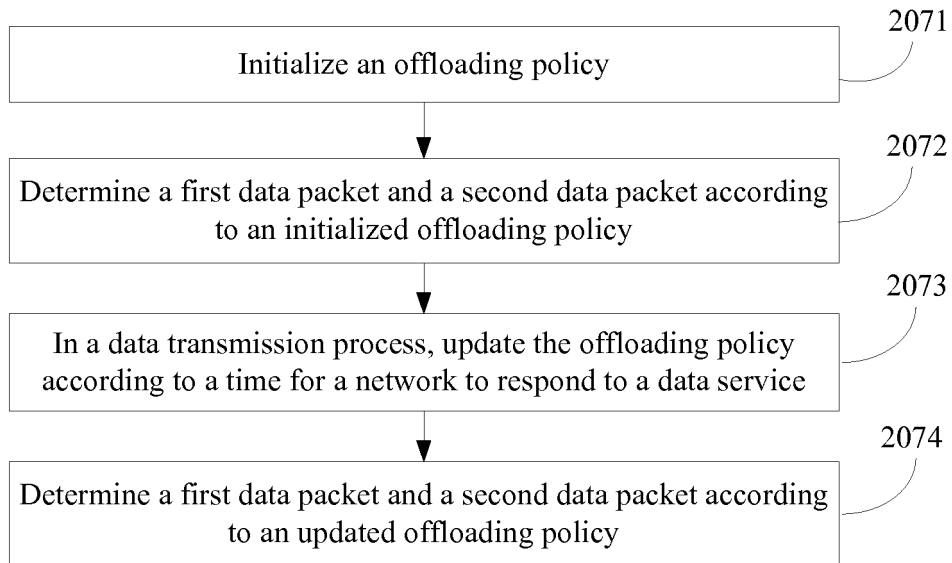 2071
Initialize an offloading policy
2072
Determine a first data packet and a second data packet according
to an initialized offloading policy
2073
In a data transmission process, update the offloading policy
according to a time for a network to respond to a data service
2074
Determine a first data packet and a second data packet according
to an updated offloading policy